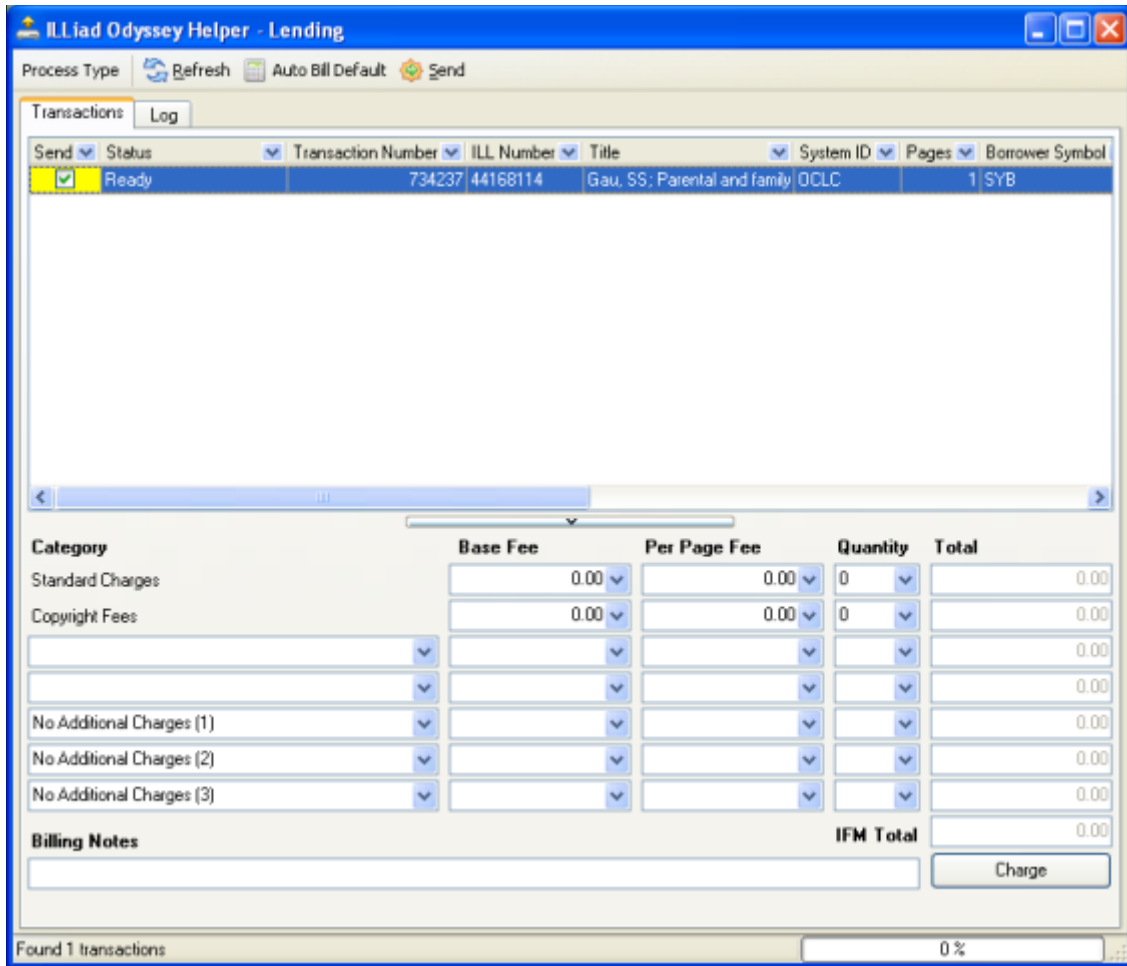 ILLiad Odyssey Helper - Lending
Process Type Refresh Auto Bill Default Send
Transactions Log
Send Status Transaction Number ILL Number Title System ID Pages Borrower Symbol
Ready 734237 44168114 Gau, SS; Parental and family OCLC 1 SYB
Category Base Fee Per Page Fee Quantity Total
Standard Charges 0.00 0.00 0 0.00
Copyright Fees 0.00 0.00 0 0.00
0.00
0.00
No Additional Charges (1) 0.00
No Additional Charges (2) 0.00
No Additional Charges (3) 0.00
Billing Notes IFM Total 0.00
Charge
Found 1 transactions 0 %